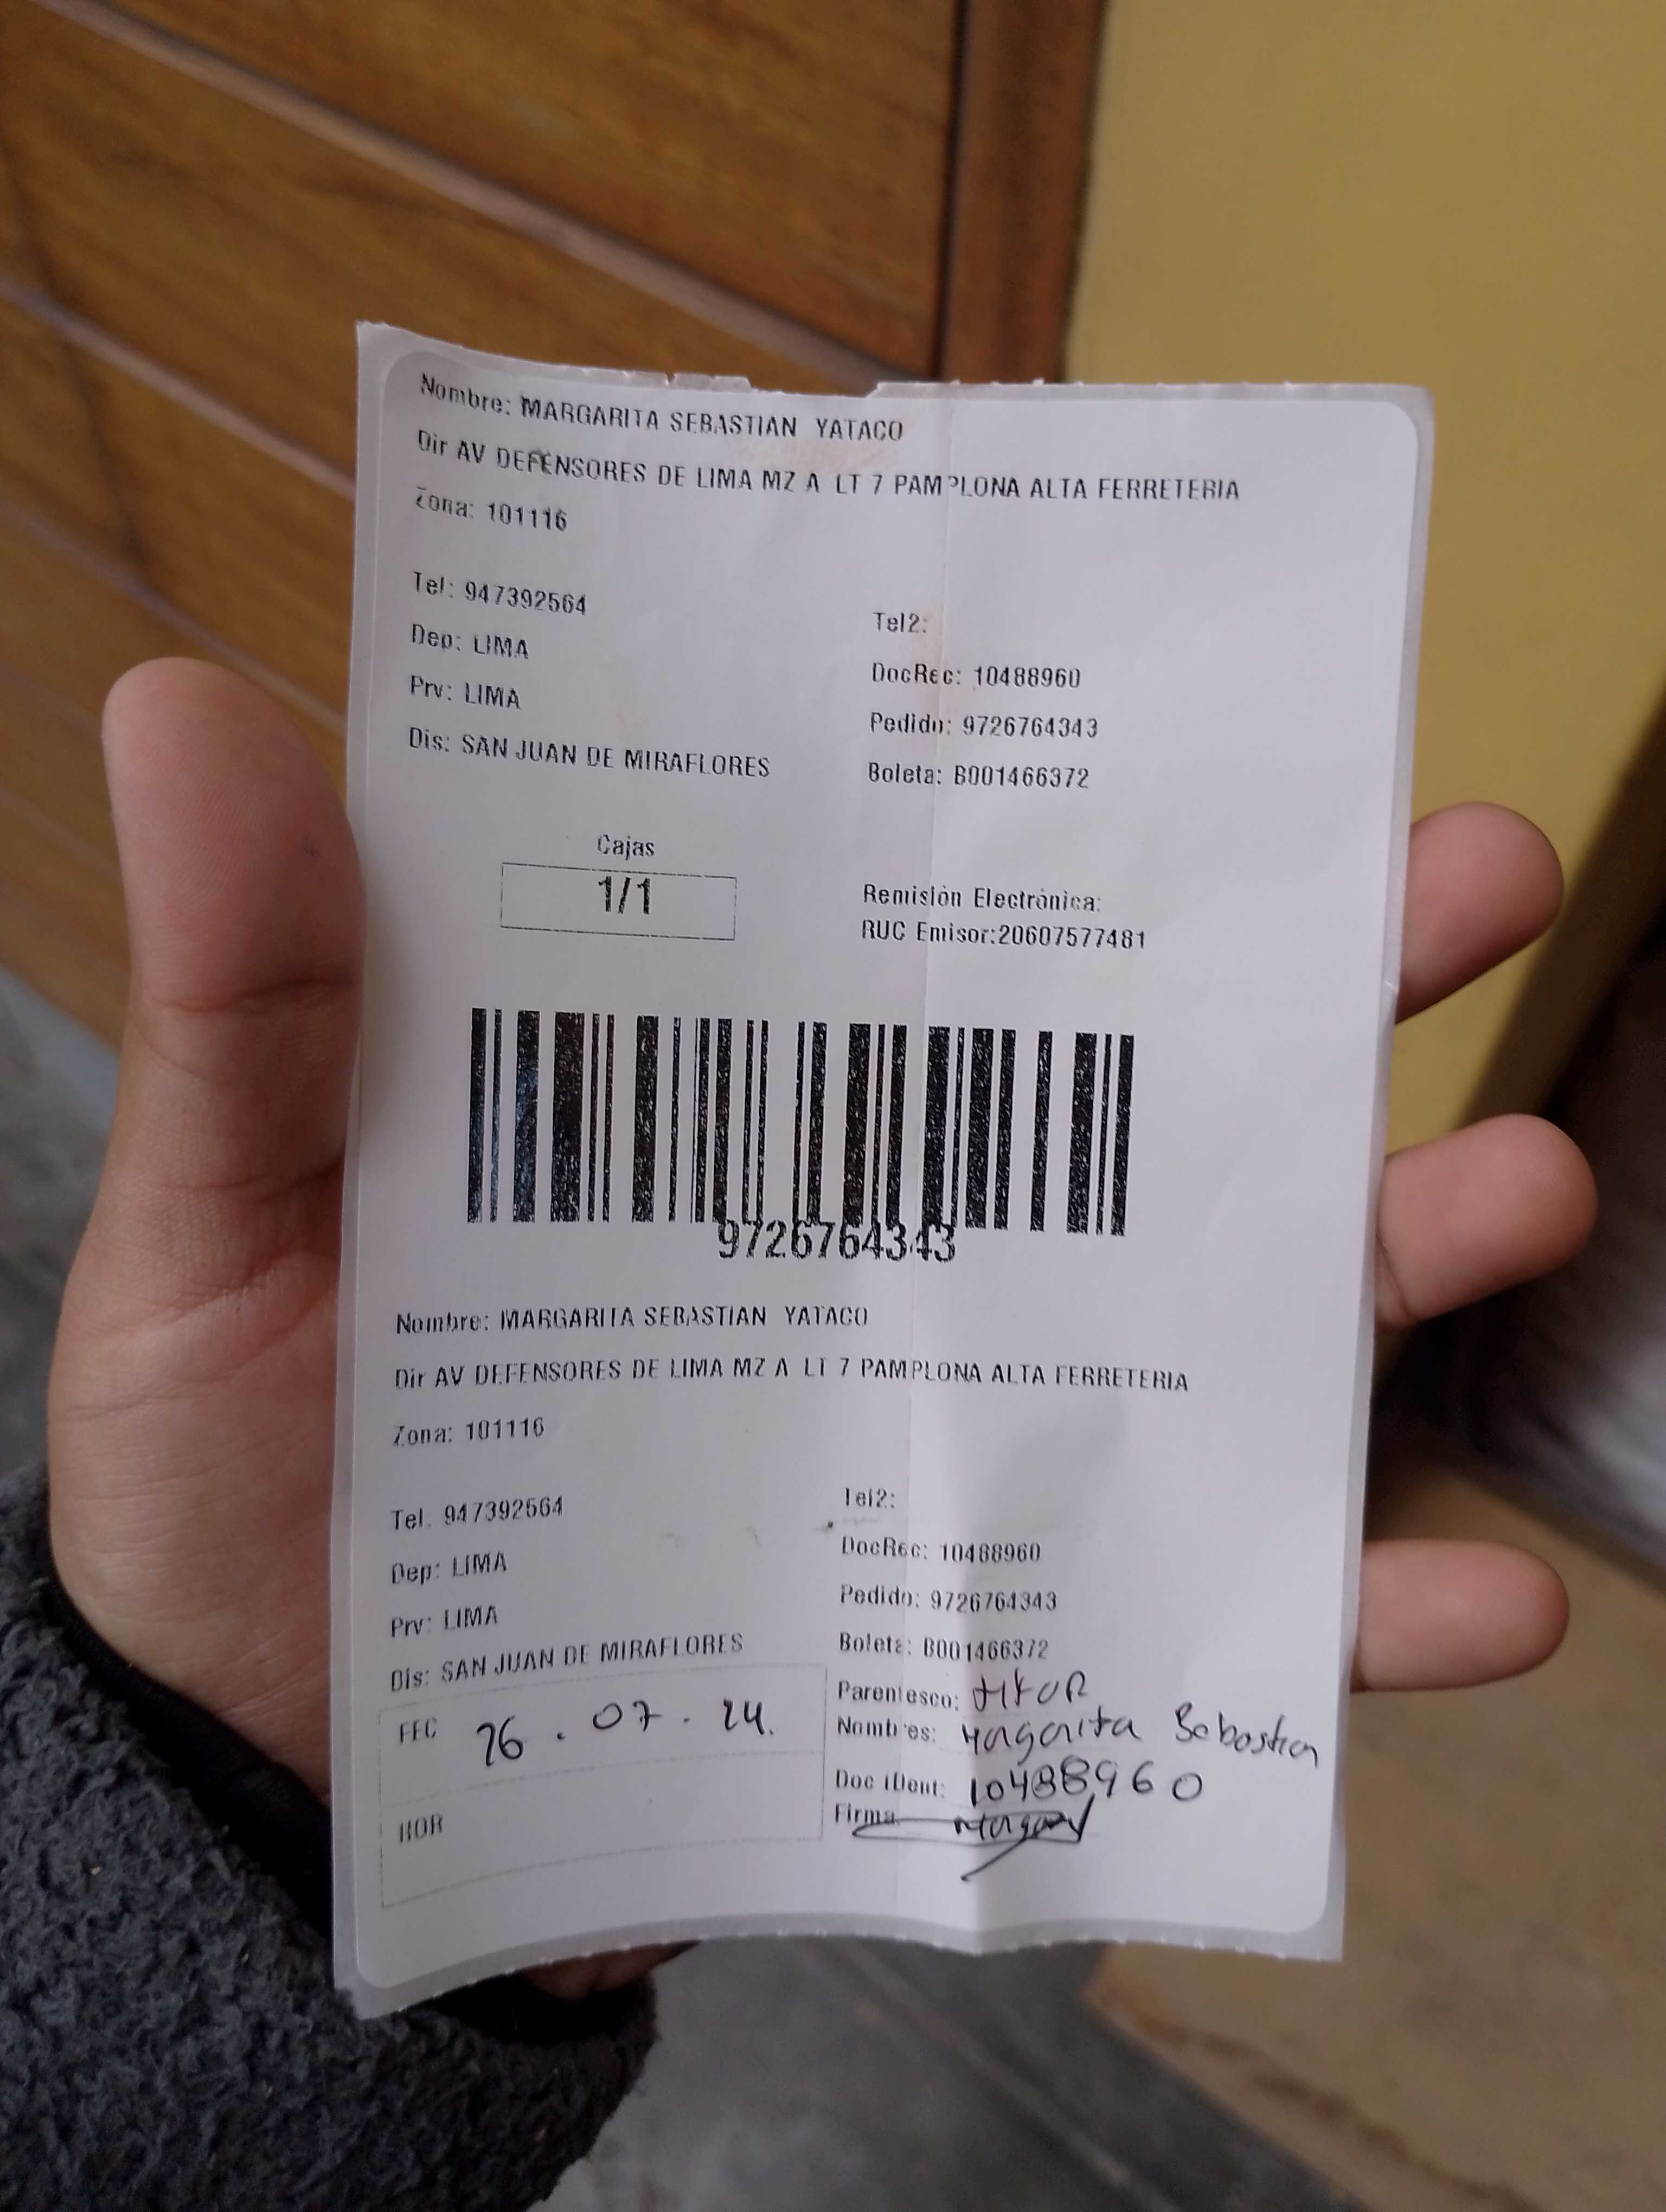 Nombre: MARGARITA SEBASTIAN YATACO
Dir AV DEFENSORES DE LIMA MZ A LT 7 PAMPLONA ALTA FERRETERIA
Zona: 101116
Tel: 947392564
Tel2:
Dep: LIMA
DocRec: 10488960
Prv: LIMA
Pedido: 9726764343
Dis: SAN JUAN DE MIRAFLORES
Boleta: B001466372
Cajas
1/1
Remisión Electrónica:
RUC Emisor:20607577481
9726764343
Nombre: MARGARITA SEBASTIAN YATACO
Dir AV DEFENSORES DE LIMA MZ A LT 7 PAMPLONA ALTA FERRETERIA
Zona: 101116
Tel: 947392564
Tel2:
Dep: LIMA
DocRec: 10488960
Prv: LIMA
Pedido: 9726764343
Dis: SAN JUAN DE MIRAFLORES
Boleta: B001466372
Parentesco:
FEC 26.07.24.
Nombres: Margarita Sebastian
Doc iDent: 10488960
HOR
Firma